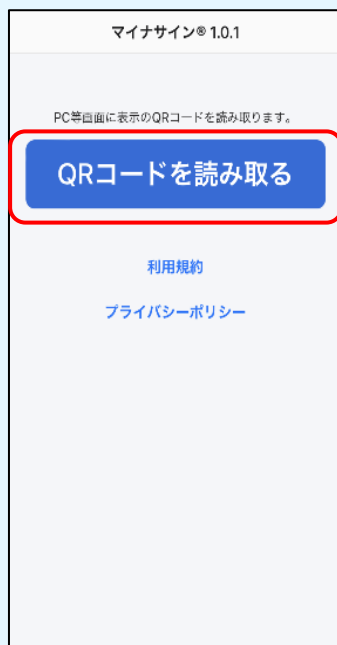 マイナサイン® 1.0.1
PC等画面に表示のQRコードを読み取ります。
QRコードを読み取る
利用規約
プライバシーポリシー